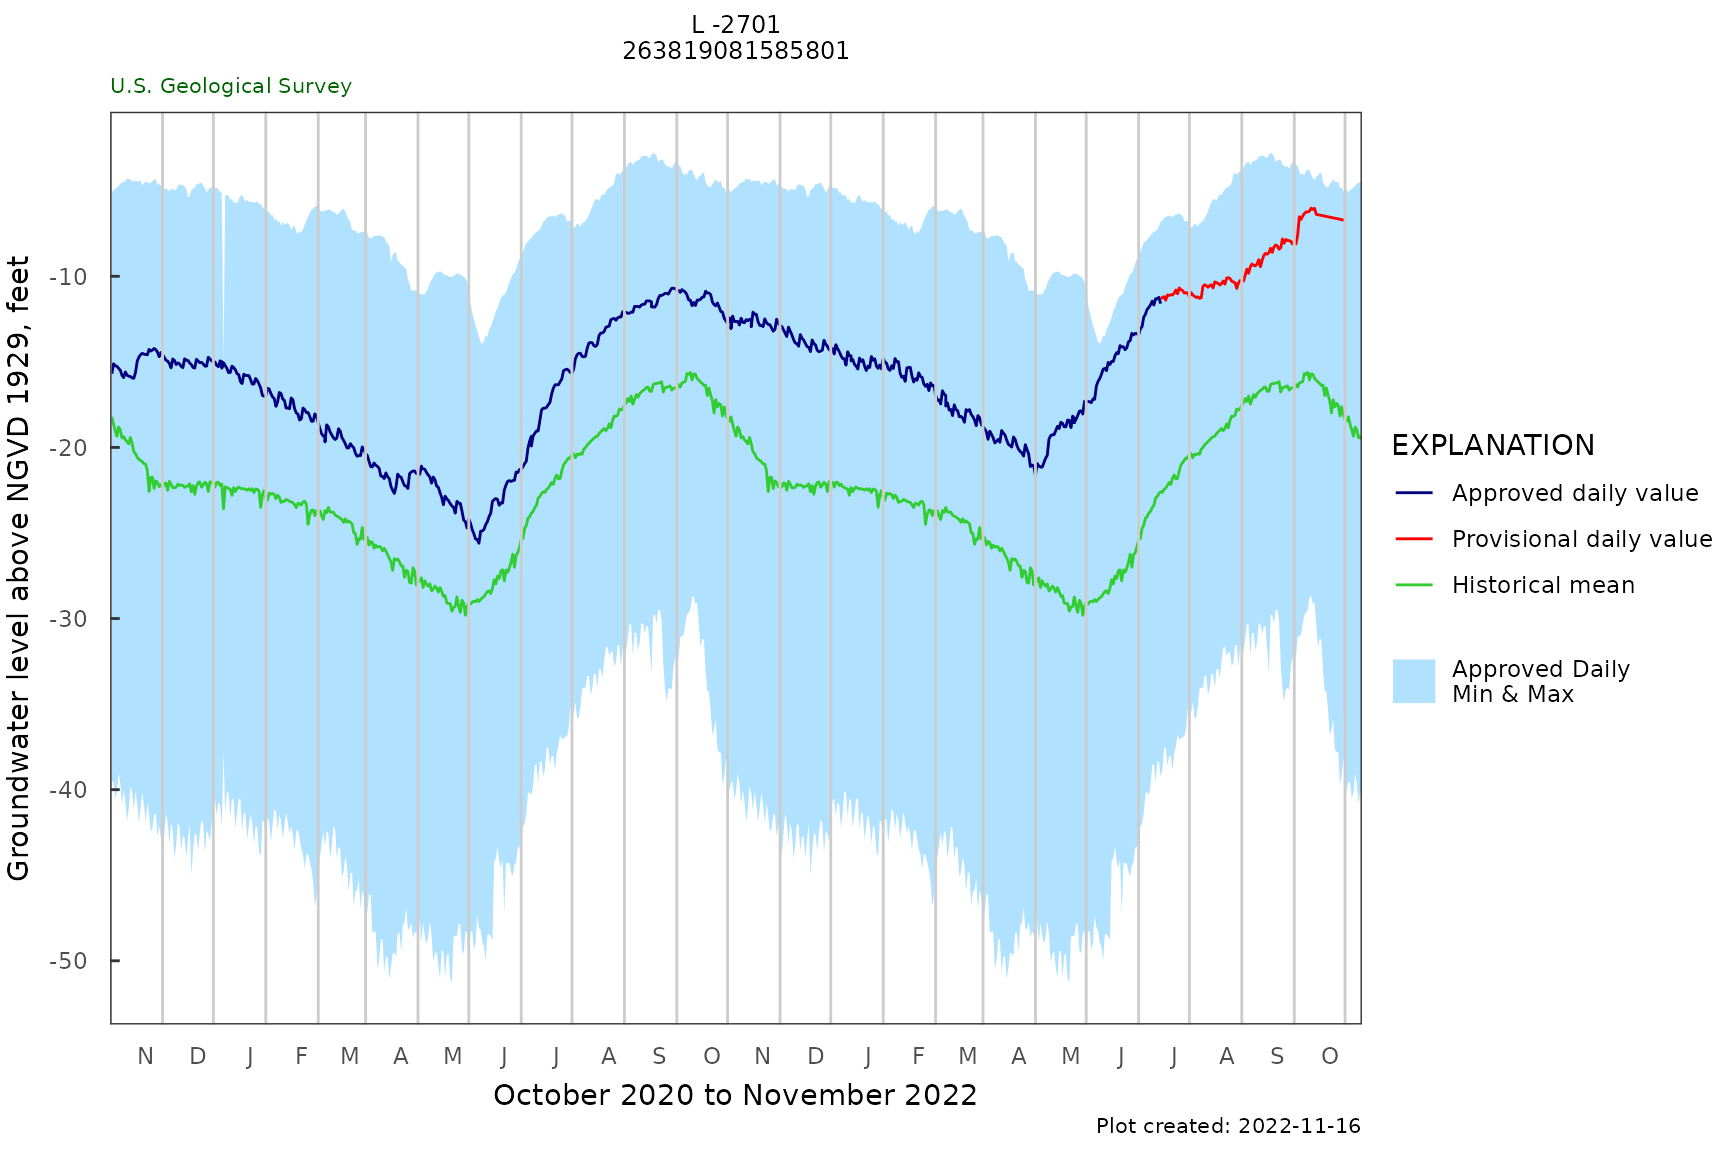 L -2701
263819081585801
U.S. Geological Survey
Groundwater level above NGVD 1929, feet
-10
-20
-30
-40
-50
N D J F M A M J J A S O N D J F M A M J J A S O
October 2020 to November 2022
Plot created: 2022-11-16
EXPLANATION
Approved daily value
Provisional daily value
Historical mean
Approved Daily
Min & Max